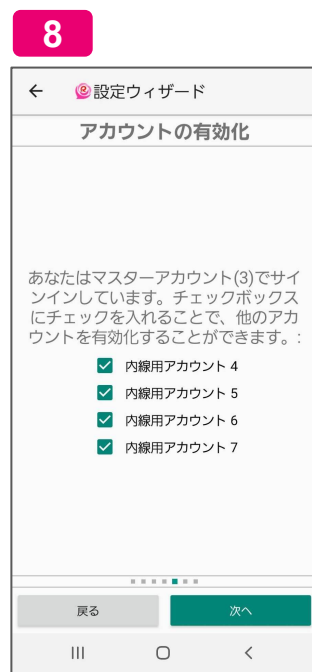 8
設定ウィザード
アカウントの有効化
あなたはマスターアカウント(3)でサイ
ンインしています。チェックボックス
にチェックを入れることで、他のアカ
ウントを有効化することができます。:
内線用アカウント 4
内線用アカウント 5
内線用アカウント 6
内線用アカウント 7
戻る
次へ